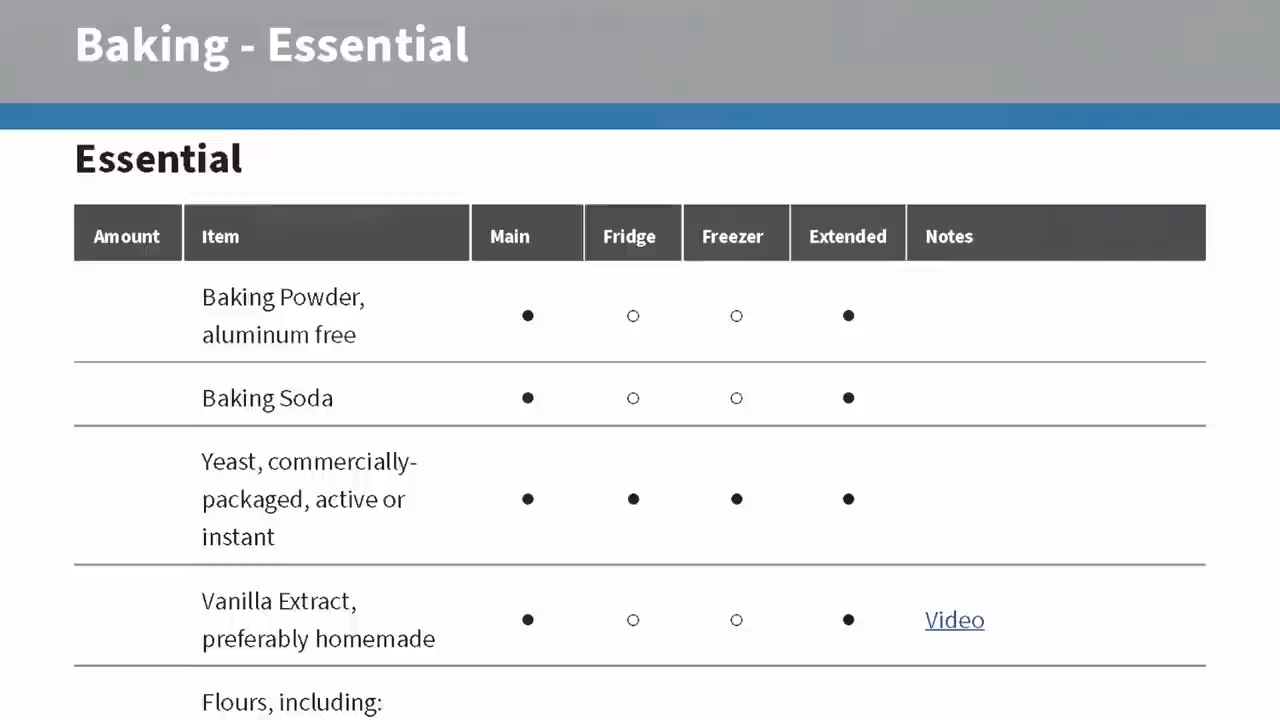 Baking - Essential
Essential
Amount Item Main Fridge Freezer Extended Notes
Baking Powder,
aluminum free
● ○ ○ ●
Baking Soda ● ○ ○ ●
Yeast, commercially-
packaged, active or
instant
● ● ● ●
Vanilla Extract,
preferably homemade
● ○ ○ ● Video
Flours, including: